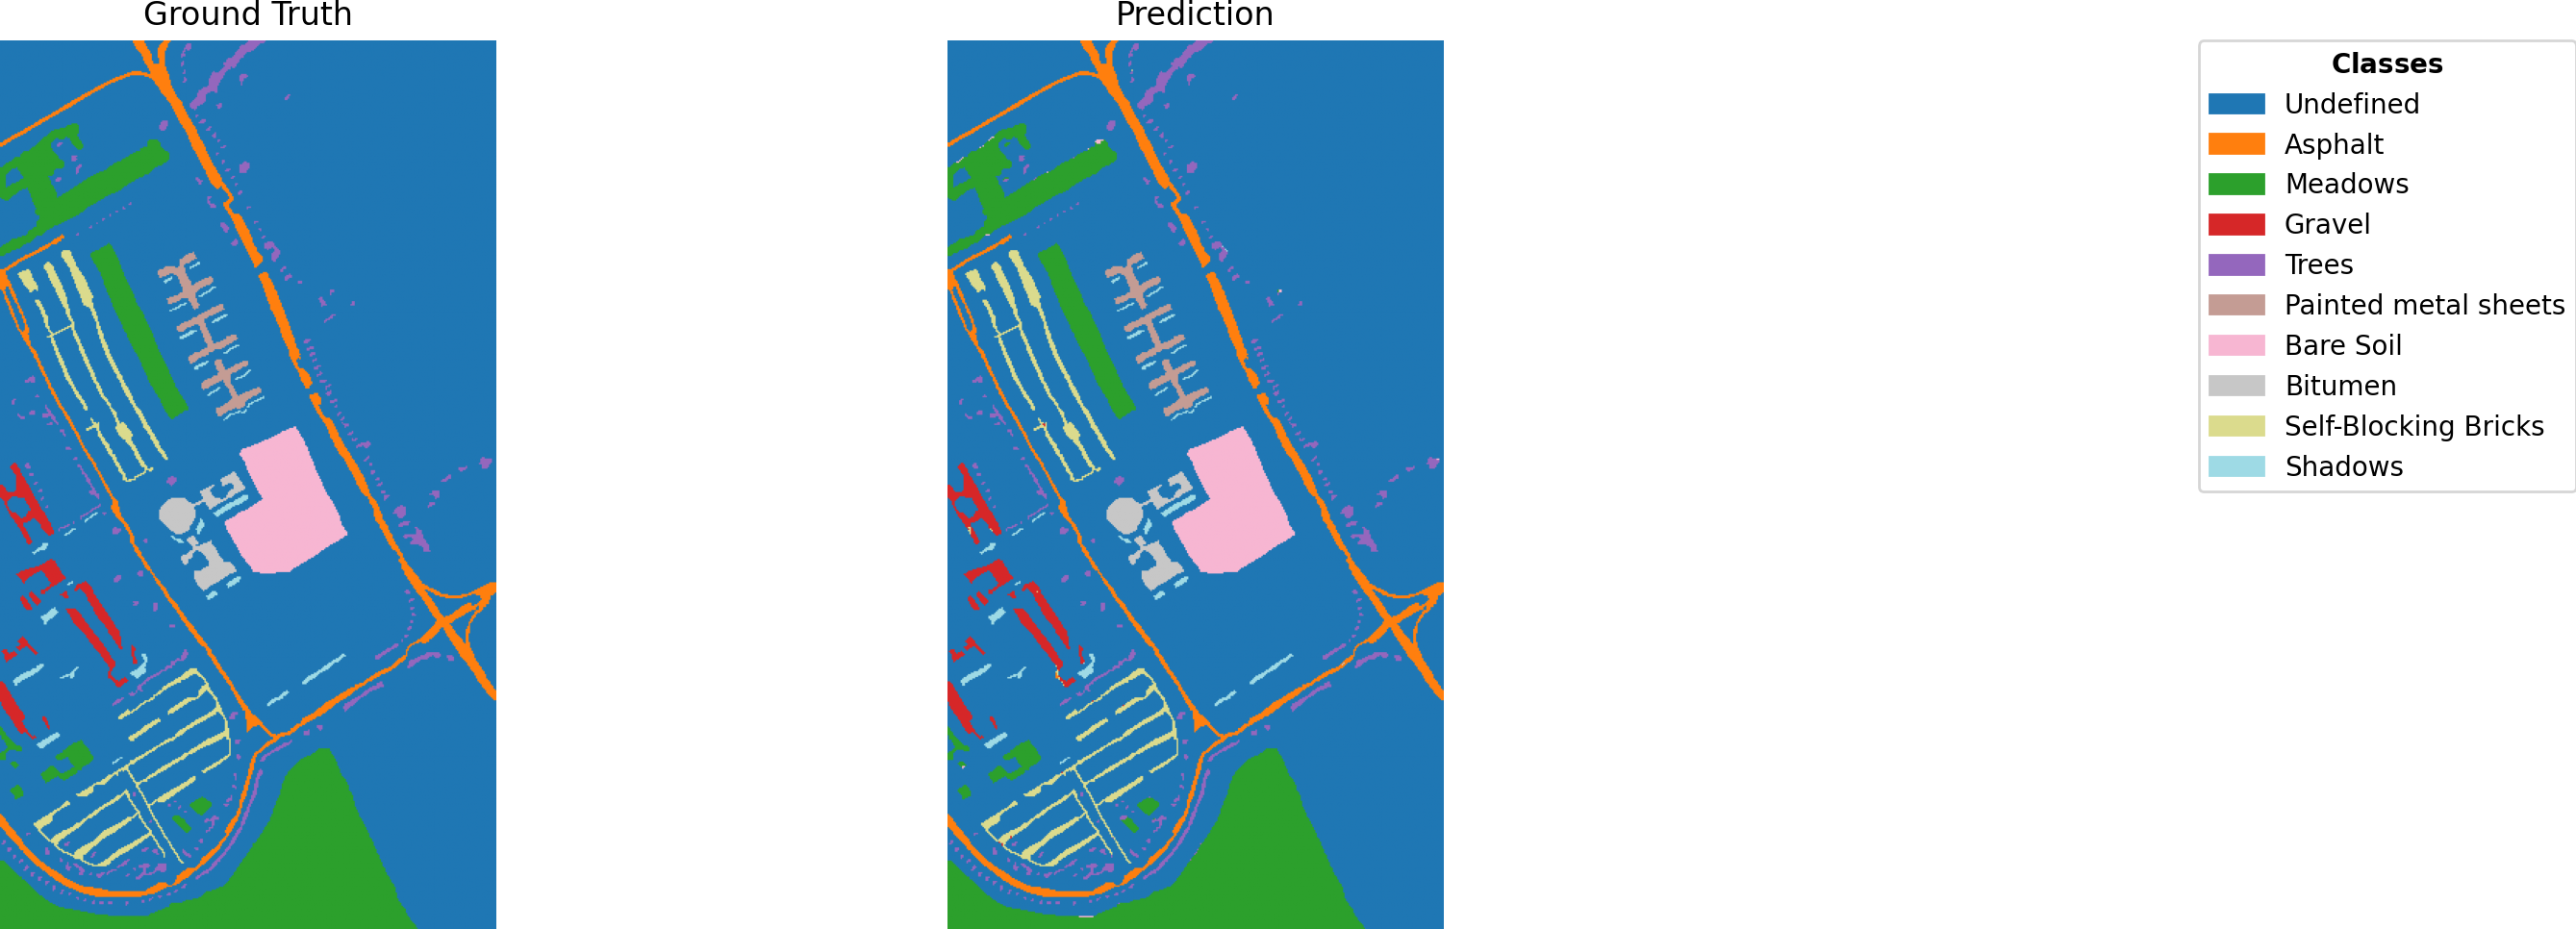 Ground Truth
Prediction
Classes
Undefined
Asphalt
Meadows
Gravel
Trees
Painted metal sheets
Bare Soil
Bitumen
Self-Blocking Bricks
Shadows